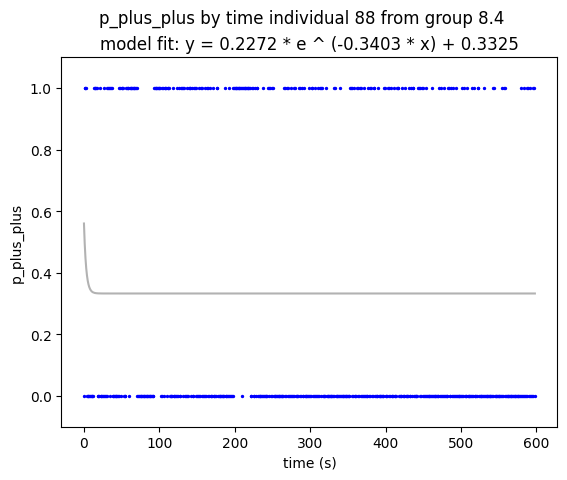 p_plus_plus by time individual 88 from group 8.4
model fit: y = 0.2272 * e ^ (-0.3403 * x) + 0.3325
1.0
0.8
0.6
0.4
0.2
0.0
p_plus_plus
0 100 200 300 400 500 600
time (s)